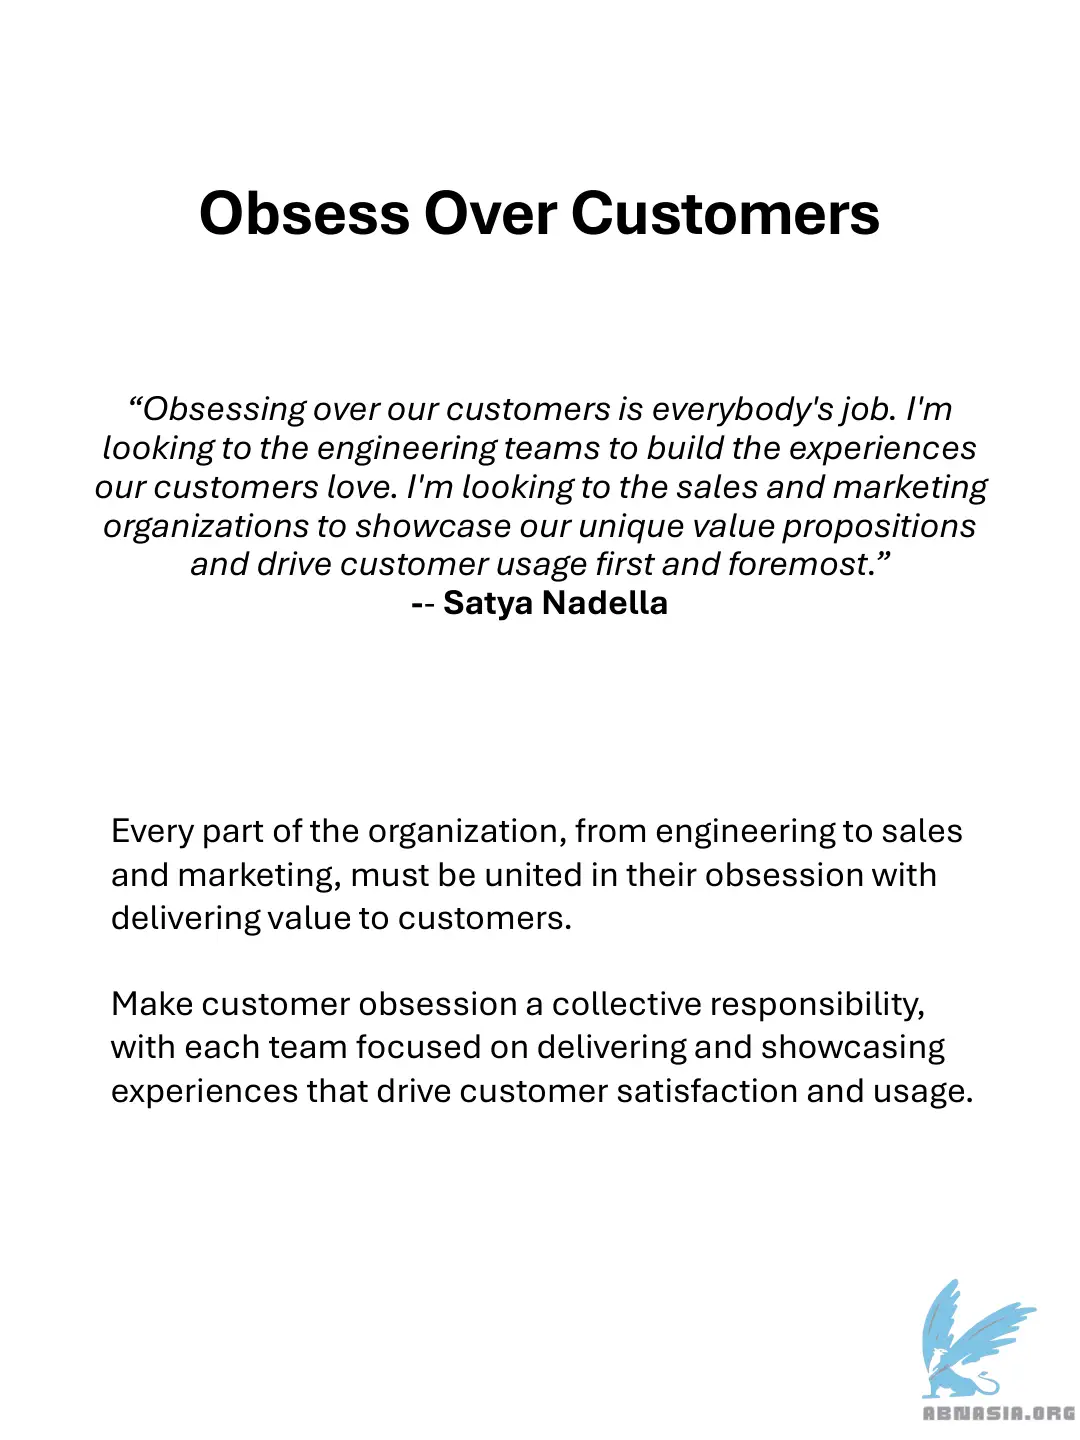 Obsess Over Customers
“Obsessing over our customers is everybody's job. I'm
looking to the engineering teams to build the experiences
our customers love. I'm looking to the sales and marketing
organizations to showcase our unique value propositions
and drive customer usage first and foremost.”
-- Satya Nadella
Every part of the organization, from engineering to sales
and marketing, must be united in their obsession with
delivering value to customers.
Make customer obsession a collective responsibility,
with each team focused on delivering and showcasing
experiences that drive customer satisfaction and usage.
ABNASIA.ORG